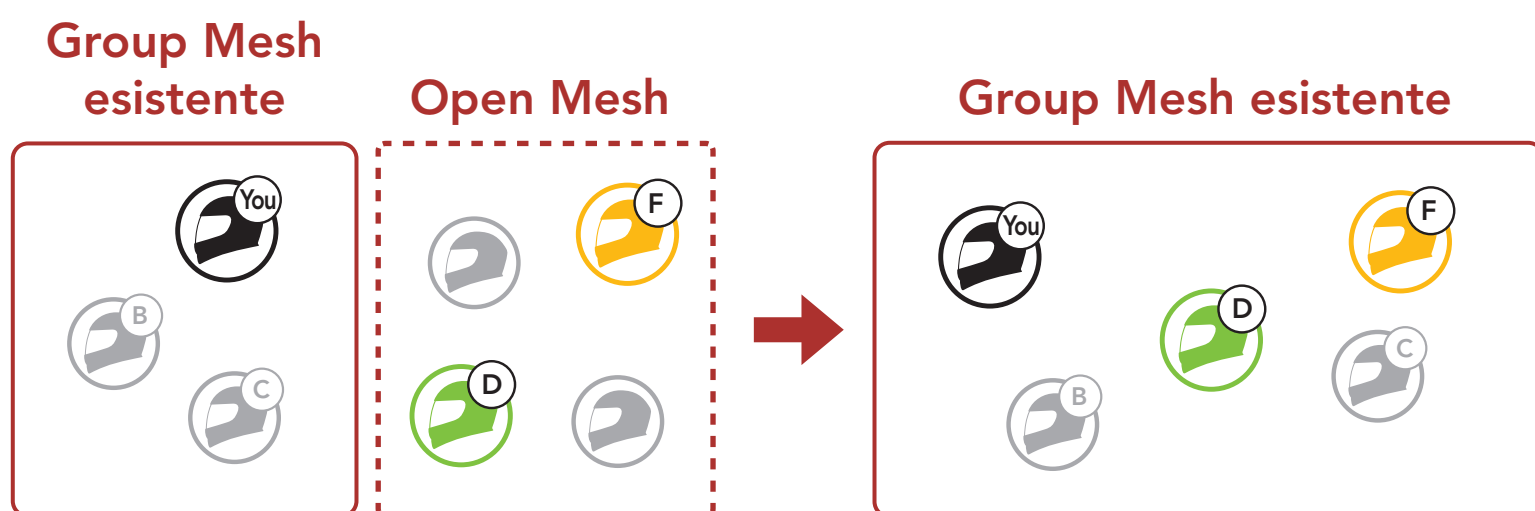 Group Mesh
esistente
Open Mesh
Group Mesh esistente
You
F
B
D
C
You
F
D
C
B